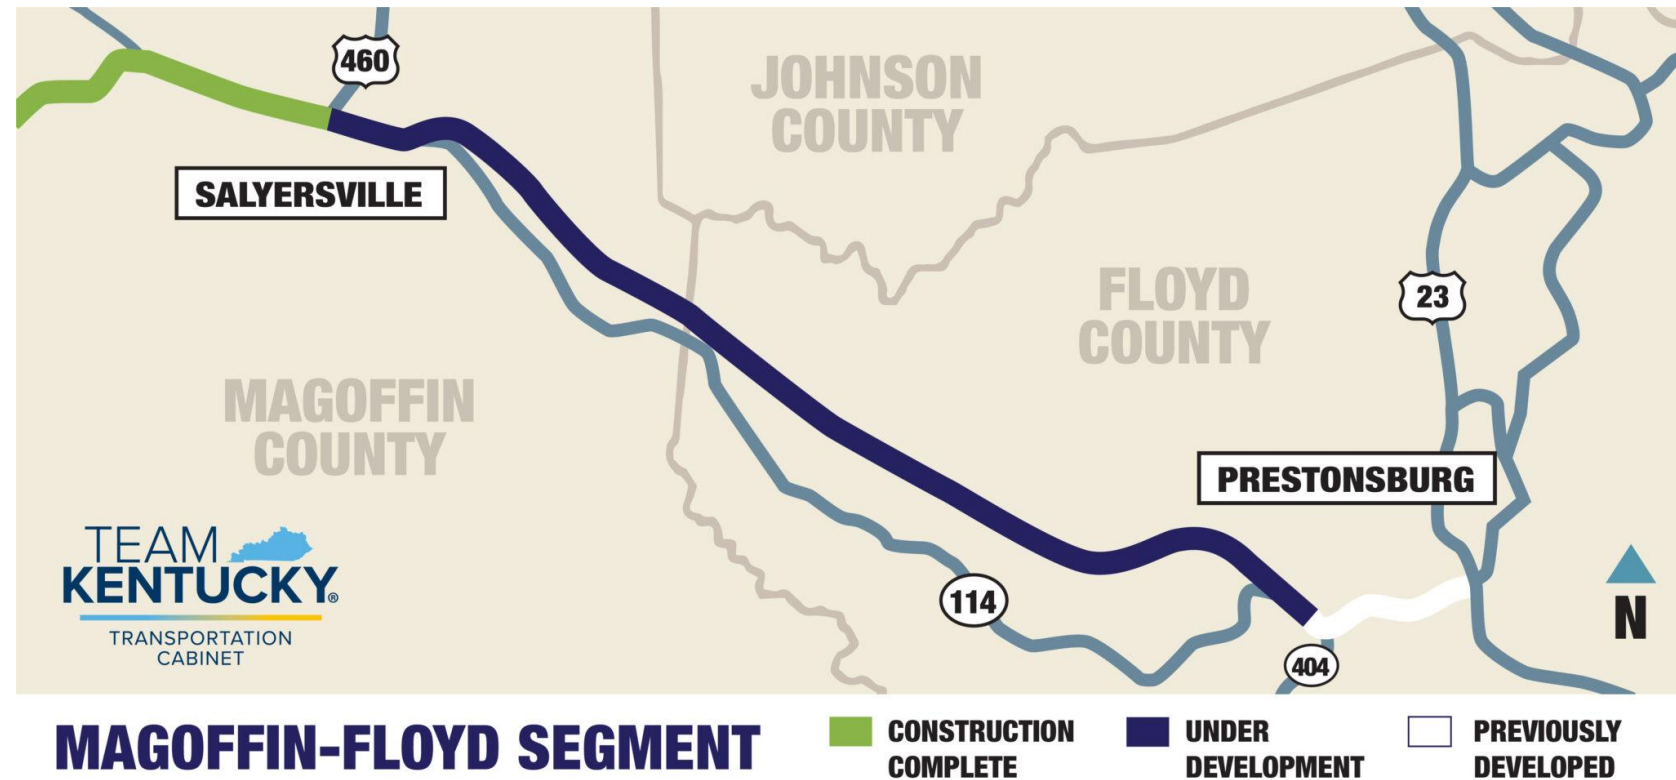 460
JOHNSON
COUNTY
SALYERSVILLE
FLOYD
COUNTY
23
MAGOFFIN
COUNTY
PRESTONSBURG
TEAM
KENTUCKY®
TRANSPORTATION
CABINET
114
404
N
MAGOFFIN-FLOYD SEGMENT
CONSTRUCTION
COMPLETE
UNDER
DEVELOPMENT
PREVIOUSLY
DEVELOPED